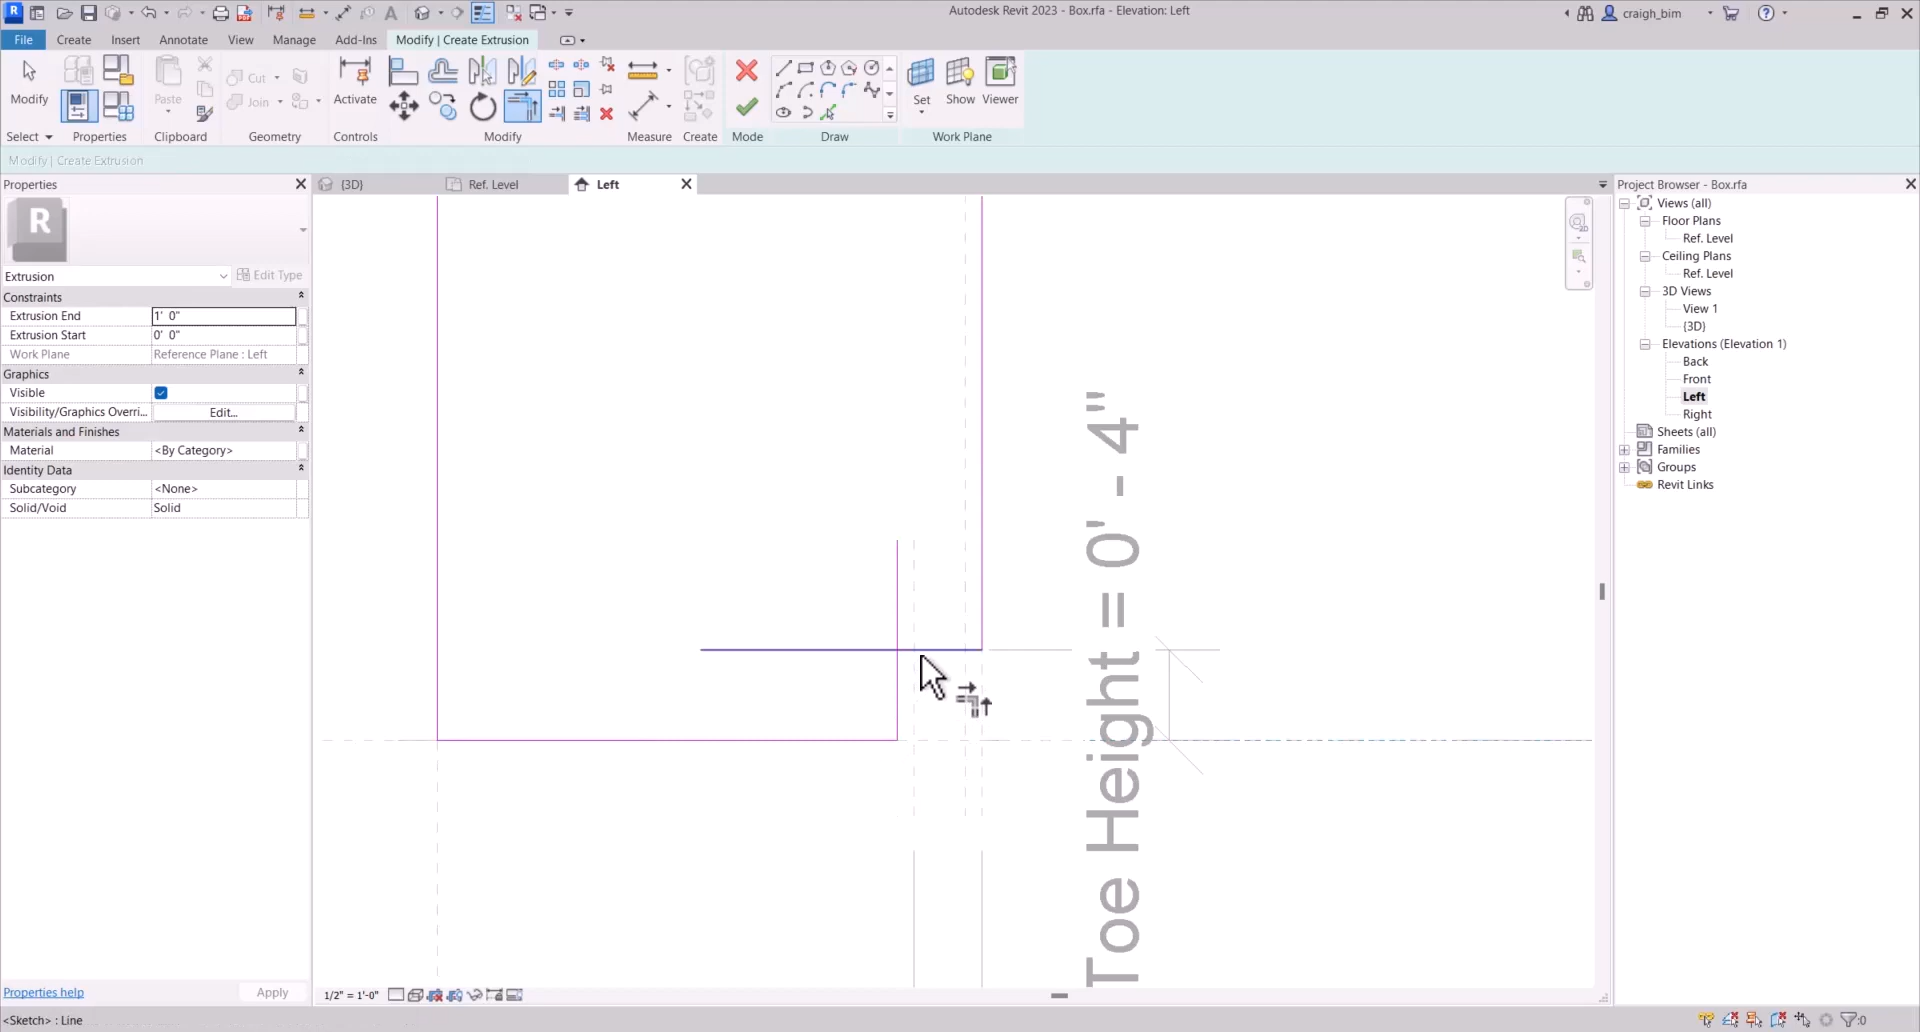 Autodesk Revit 2023 - Box.rfa - Elevation: Left
craigh_bim
File Create Insert Annotate View Manage Add-Ins Modify | Create Extrusion
Modify
Paste
Cut
Join
Activate
Set Show Viewer
Select Properties Clipboard Geometry Controls Modify Measure Create Mode Draw Work Plane
Modify | Create Extrusion
Properties
{3D}
Ref. Level
Left
Project Browser - Box.rfa
R
Extrusion
Edit Type
Constraints
Extrusion End 1' 0"
Extrusion Start 0' 0"
Work Plane Reference Plane : Left
Graphics
Visible
Visibility/Graphics Overri... Edit...
Materials and Finishes
Material <By Category>
Identity Data
Subcategory <None>
Solid/Void Solid
Properties help
Apply
Toe Height = 0' - 4"
Views (all)
Floor Plans
Ref. Level
Ceiling Plans
Ref. Level
3D Views
View 1
{3D}
Elevations (Elevation 1)
Back
Front
Left
Right
Sheets (all)
Families
Groups
Revit Links
1/2" = 1'-0"
<Sketch> : Line
:0